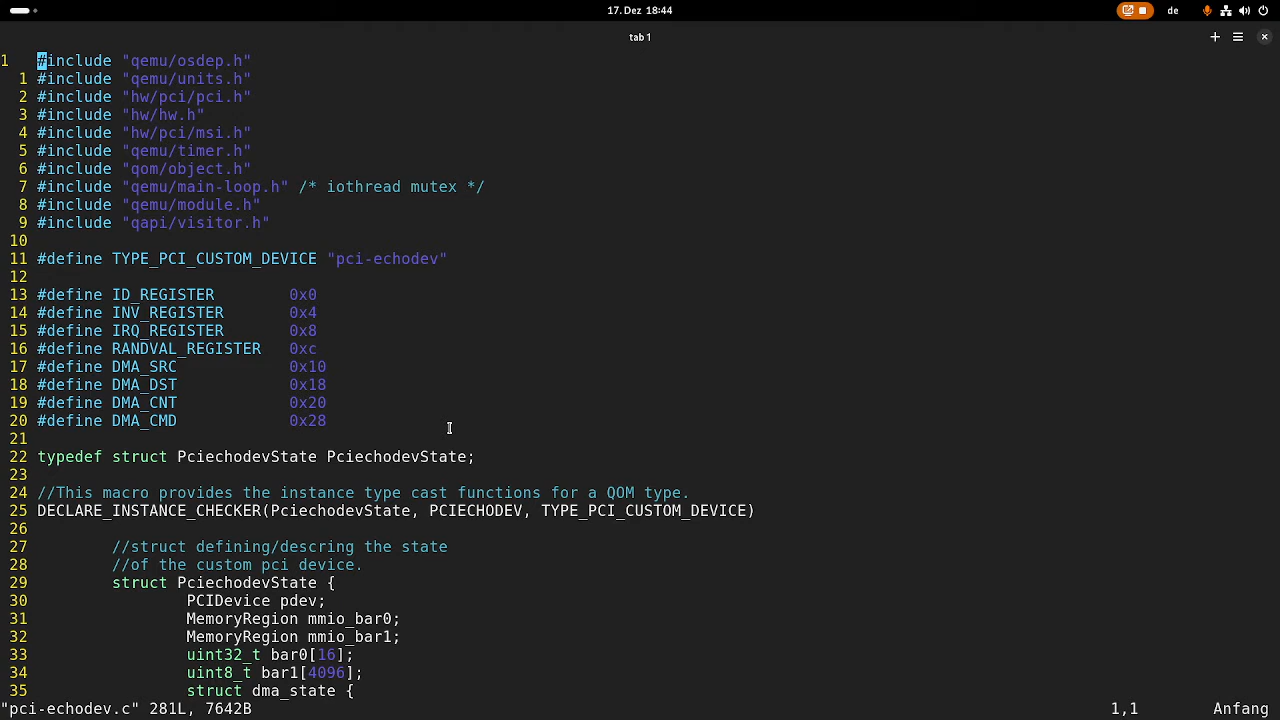 17. Dez 18:44
de
tab 1
1 #include "qemu/osdep.h"
1 #include "qemu/units.h"
2 #include "hw/pci/pci.h"
3 #include "hw/hw.h"
4 #include "hw/pci/msi.h"
5 #include "qemu/timer.h"
6 #include "qom/object.h"
7 #include "qemu/main-loop.h" /* iothread mutex */
8 #include "qemu/module.h"
9 #include "qapi/visitor.h"
10
11 #define TYPE_PCI_CUSTOM_DEVICE "pci-echodev"
12
13 #define ID_REGISTER 0x0
14 #define INV_REGISTER 0x4
15 #define IRQ_REGISTER 0x8
16 #define RANDVAL_REGISTER 0xc
17 #define DMA_SRC 0x10
18 #define DMA_DST 0x18
19 #define DMA_CNT 0x20
20 #define DMA_CMD 0x28
21
22 typedef struct PciechodevState PciechodevState;
23
24 //This macro provides the instance type cast functions for a QOM type.
25 DECLARE_INSTANCE_CHECKER(PciechodevState, PCIECHODEV, TYPE_PCI_CUSTOM_DEVICE)
26
27 //struct defining/descring the state
28 //of the custom pci device.
29 struct PciechodevState {
30 PCIDevice pdev;
31 MemoryRegion mmio_bar0;
32 MemoryRegion mmio_bar1;
33 uint32_t bar0[16];
34 uint8_t bar1[4096];
35 struct dma_state {
"pci-echodev.c" 281L, 7642B 1,1 Anfang